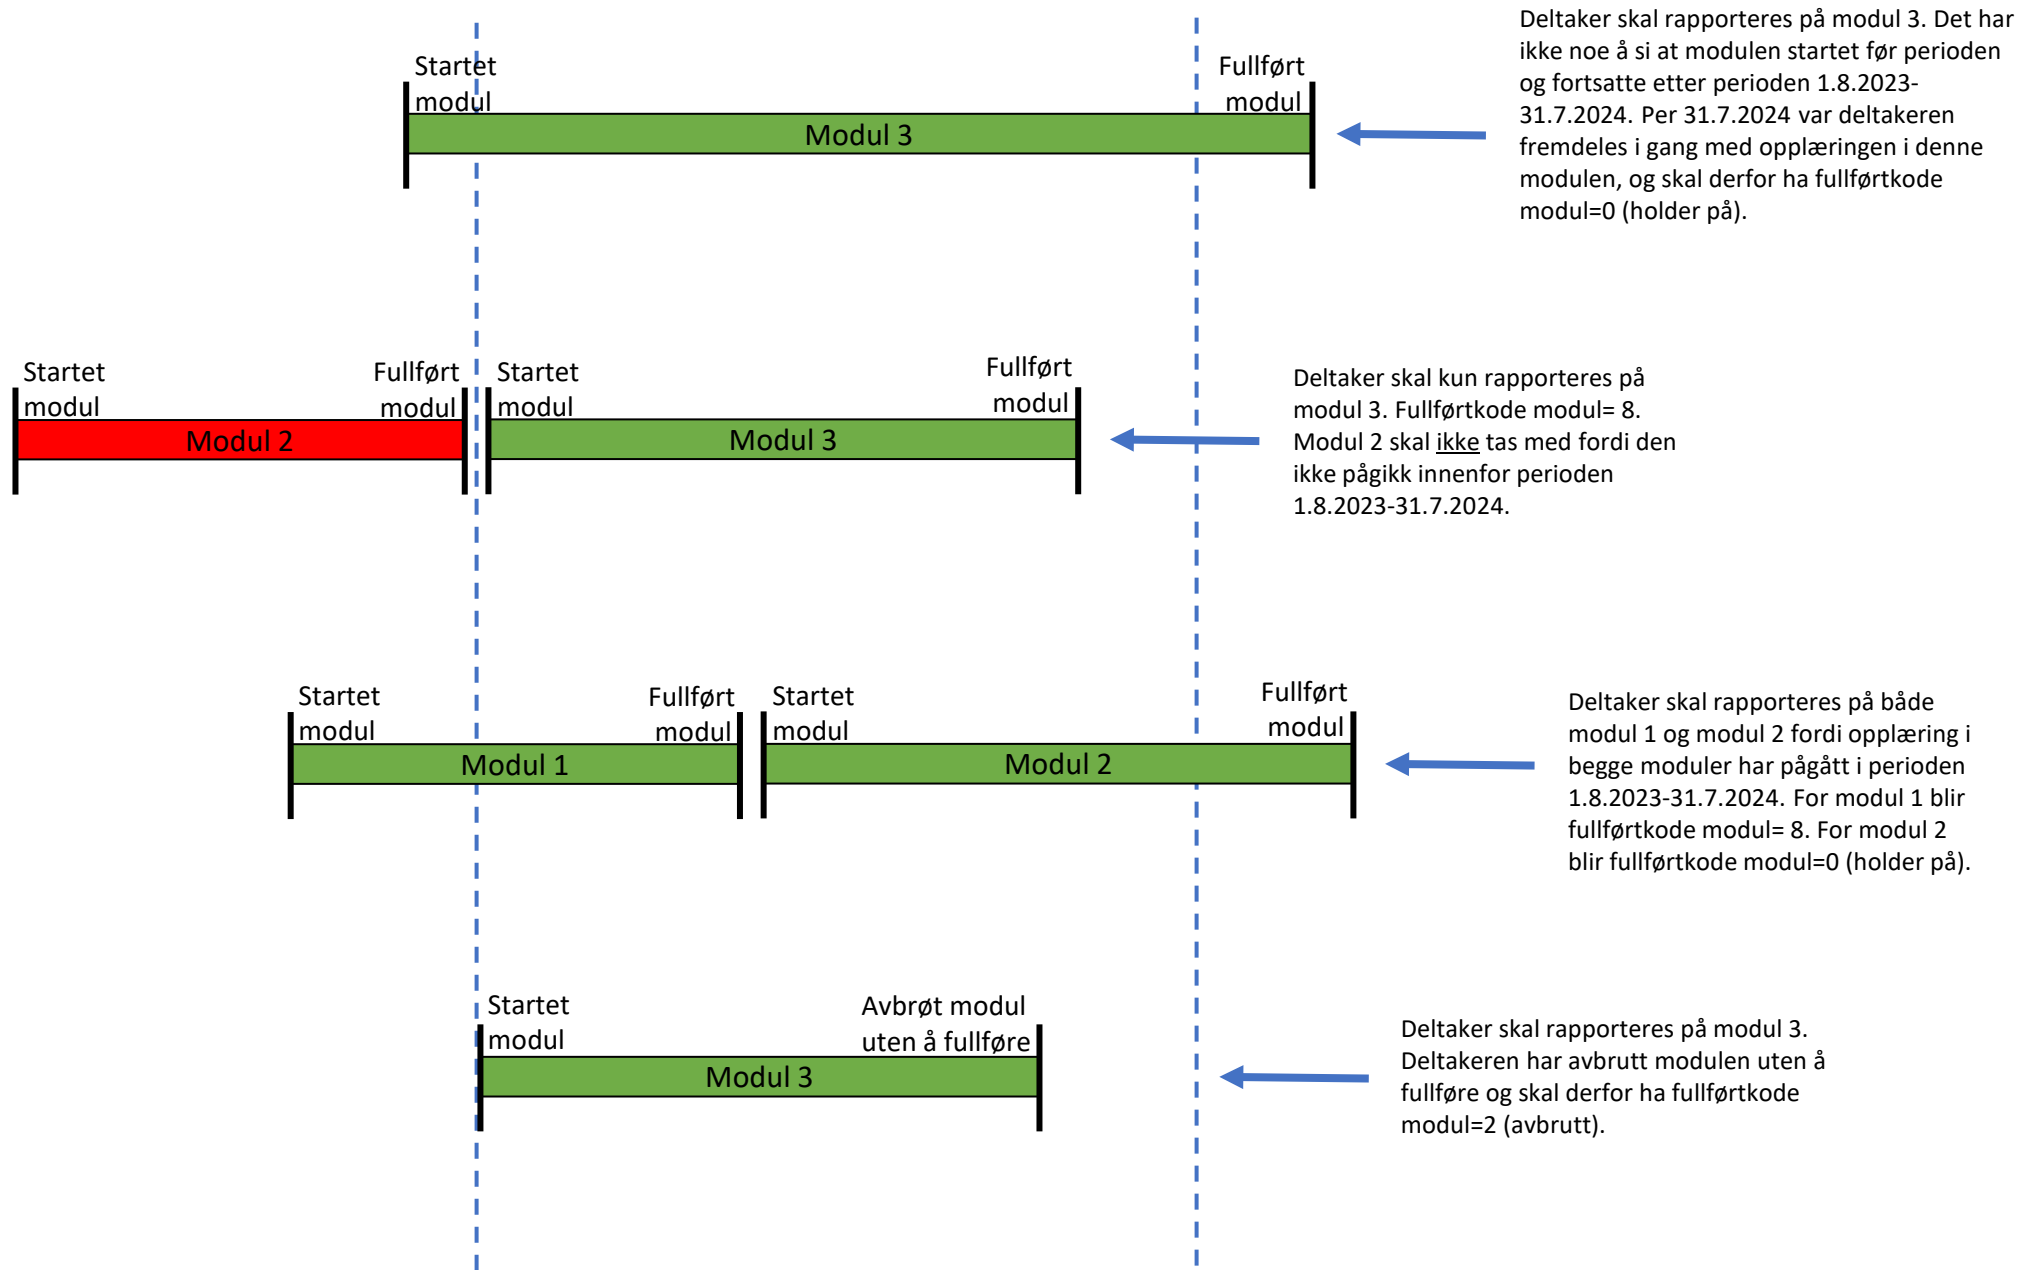 Startet
modul
Fullført
modul
Modul 3
Deltaker skal rapporteres på modul 3. Det har
ikke noe å si at modulen startet før perioden
og fortsatte etter perioden 1.8.2023-
31.7.2024. Per 31.7.2024 var deltakeren
fremdeles i gang med opplæringen i denne
modulen, og skal derfor ha fullførtkode
modul=0 (holder på).
Startet
modul
Fullført
modul
Modul 2
Startet
modul
Fullført
modul
Modul 3
Deltaker skal kun rapporteres på
modul 3. Fullførtkode modul= 8.
Modul 2 skal ikke tas med fordi den
ikke pågikk innenfor perioden
1.8.2023-31.7.2024.
Startet
modul
Fullført
modul
Modul 1
Startet
modul
Fullført
modul
Modul 2
Deltaker skal rapporteres på både
modul 1 og modul 2 fordi opplæring i
begge moduler har pågått i perioden
1.8.2023-31.7.2024. For modul 1 blir
fullførtkode modul= 8. For modul 2
blir fullførtkode modul=0 (holder på).
Startet
modul
Avbrøt modul
uten å fullføre
Modul 3
Deltaker skal rapporteres på modul 3.
Deltakeren har avbrutt modulen uten å
fullføre og skal derfor ha fullførtkode
modul=2 (avbrutt).